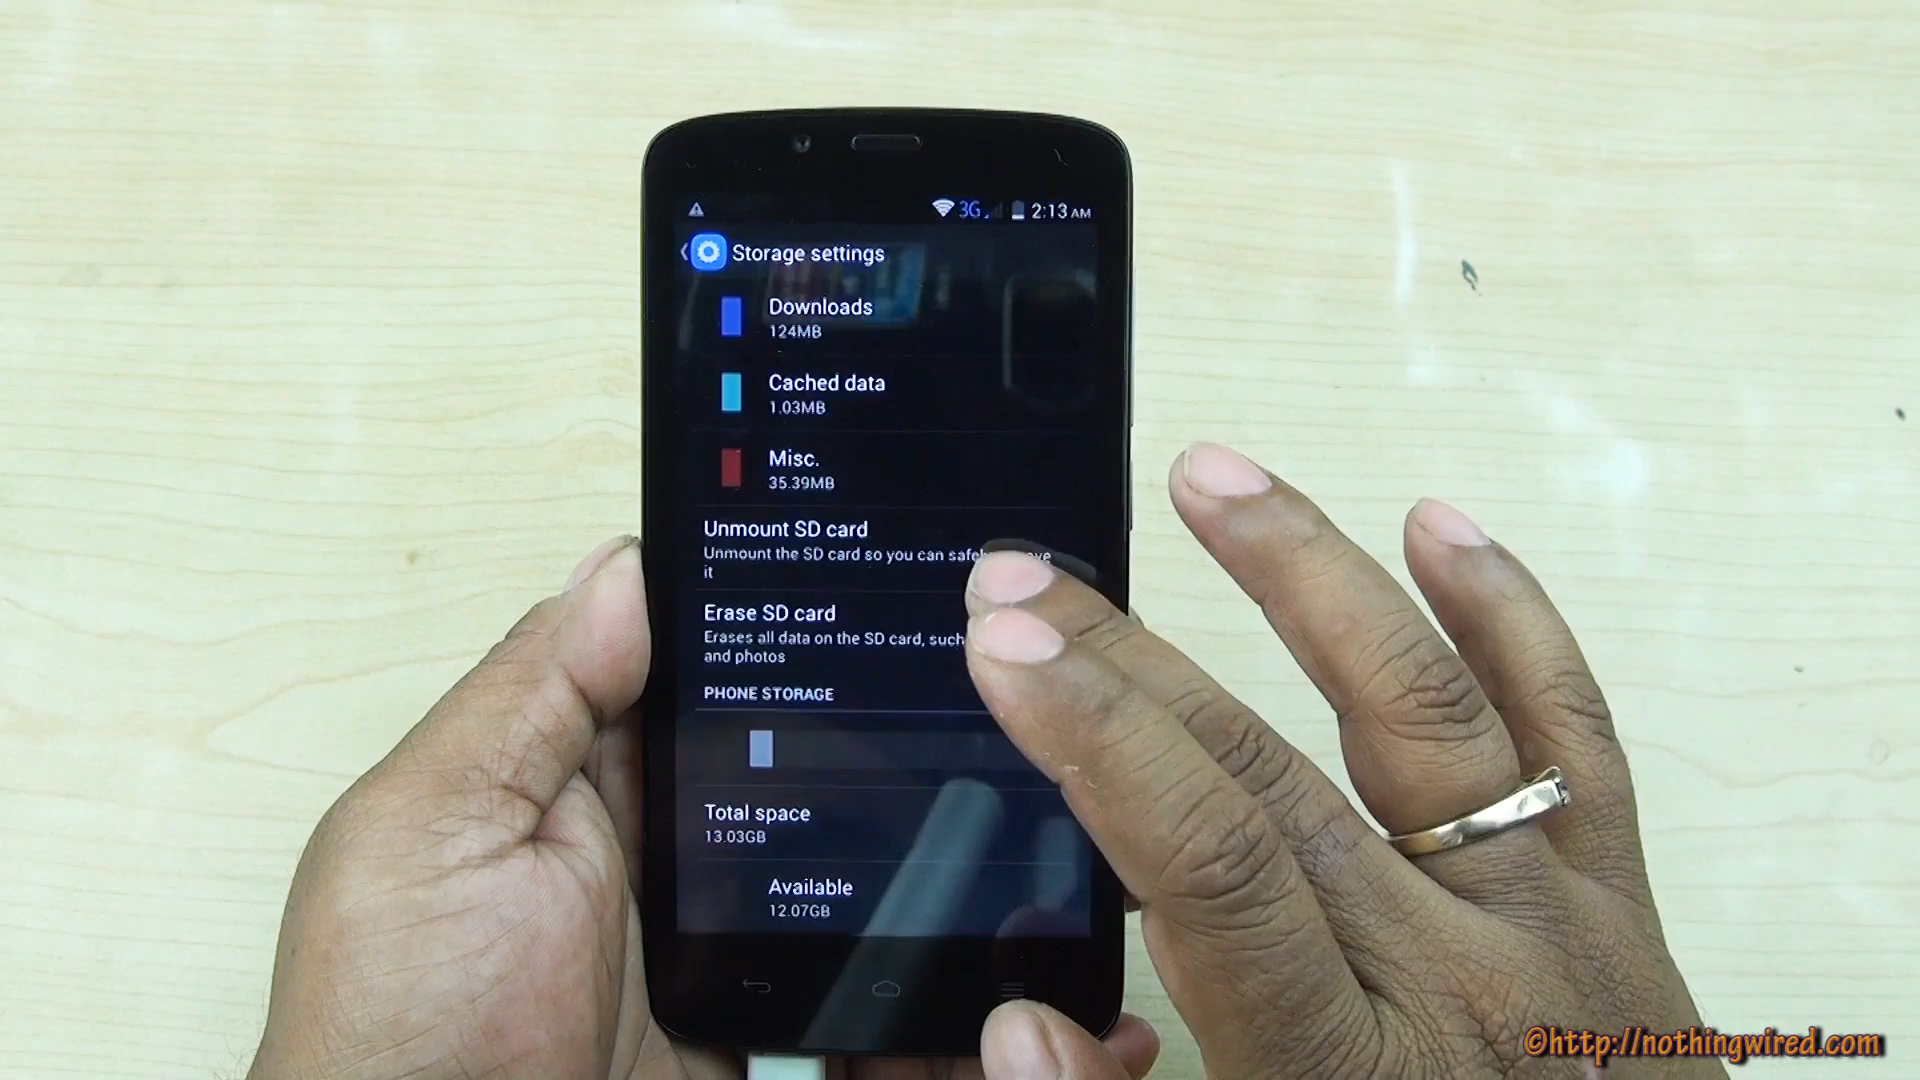 3G 2:13 AM
Storage settings
Downloads
124MB
Cached data
1.03MB
Misc.
35.39MB
Unmount SD card
Unmount the SD card so you can
it
Erase SD card
Erases all data on the SD card, such
and photos
PHONE STORAGE
Total space
13.03GB
Available
12.07GB
©http://nothingwired.com